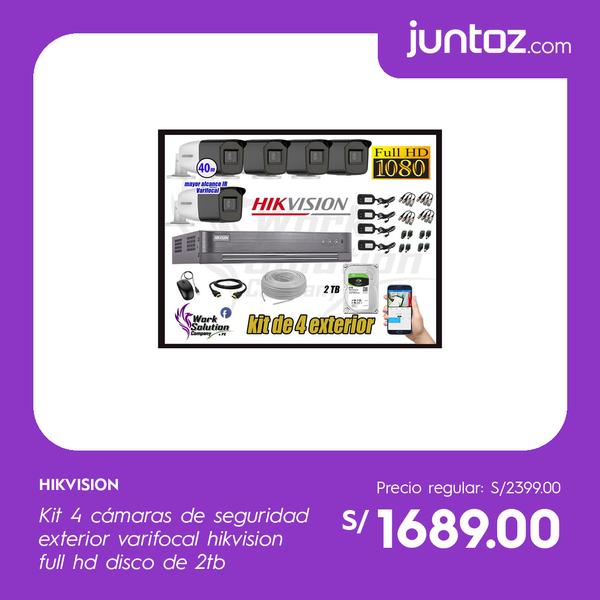 juntoz.com
Full HD
1080
40m
mayor alcance IR
Varifocal
HIKVISION
HIKVISION
2 TB
Work
Solution
Company
kit de 4 exterior
HIKVISION
Kit 4 cámaras de seguridad
exterior varifocal hikvision
full hd disco de 2tb
Precio regular: S/2399.00
S/ 1689.00